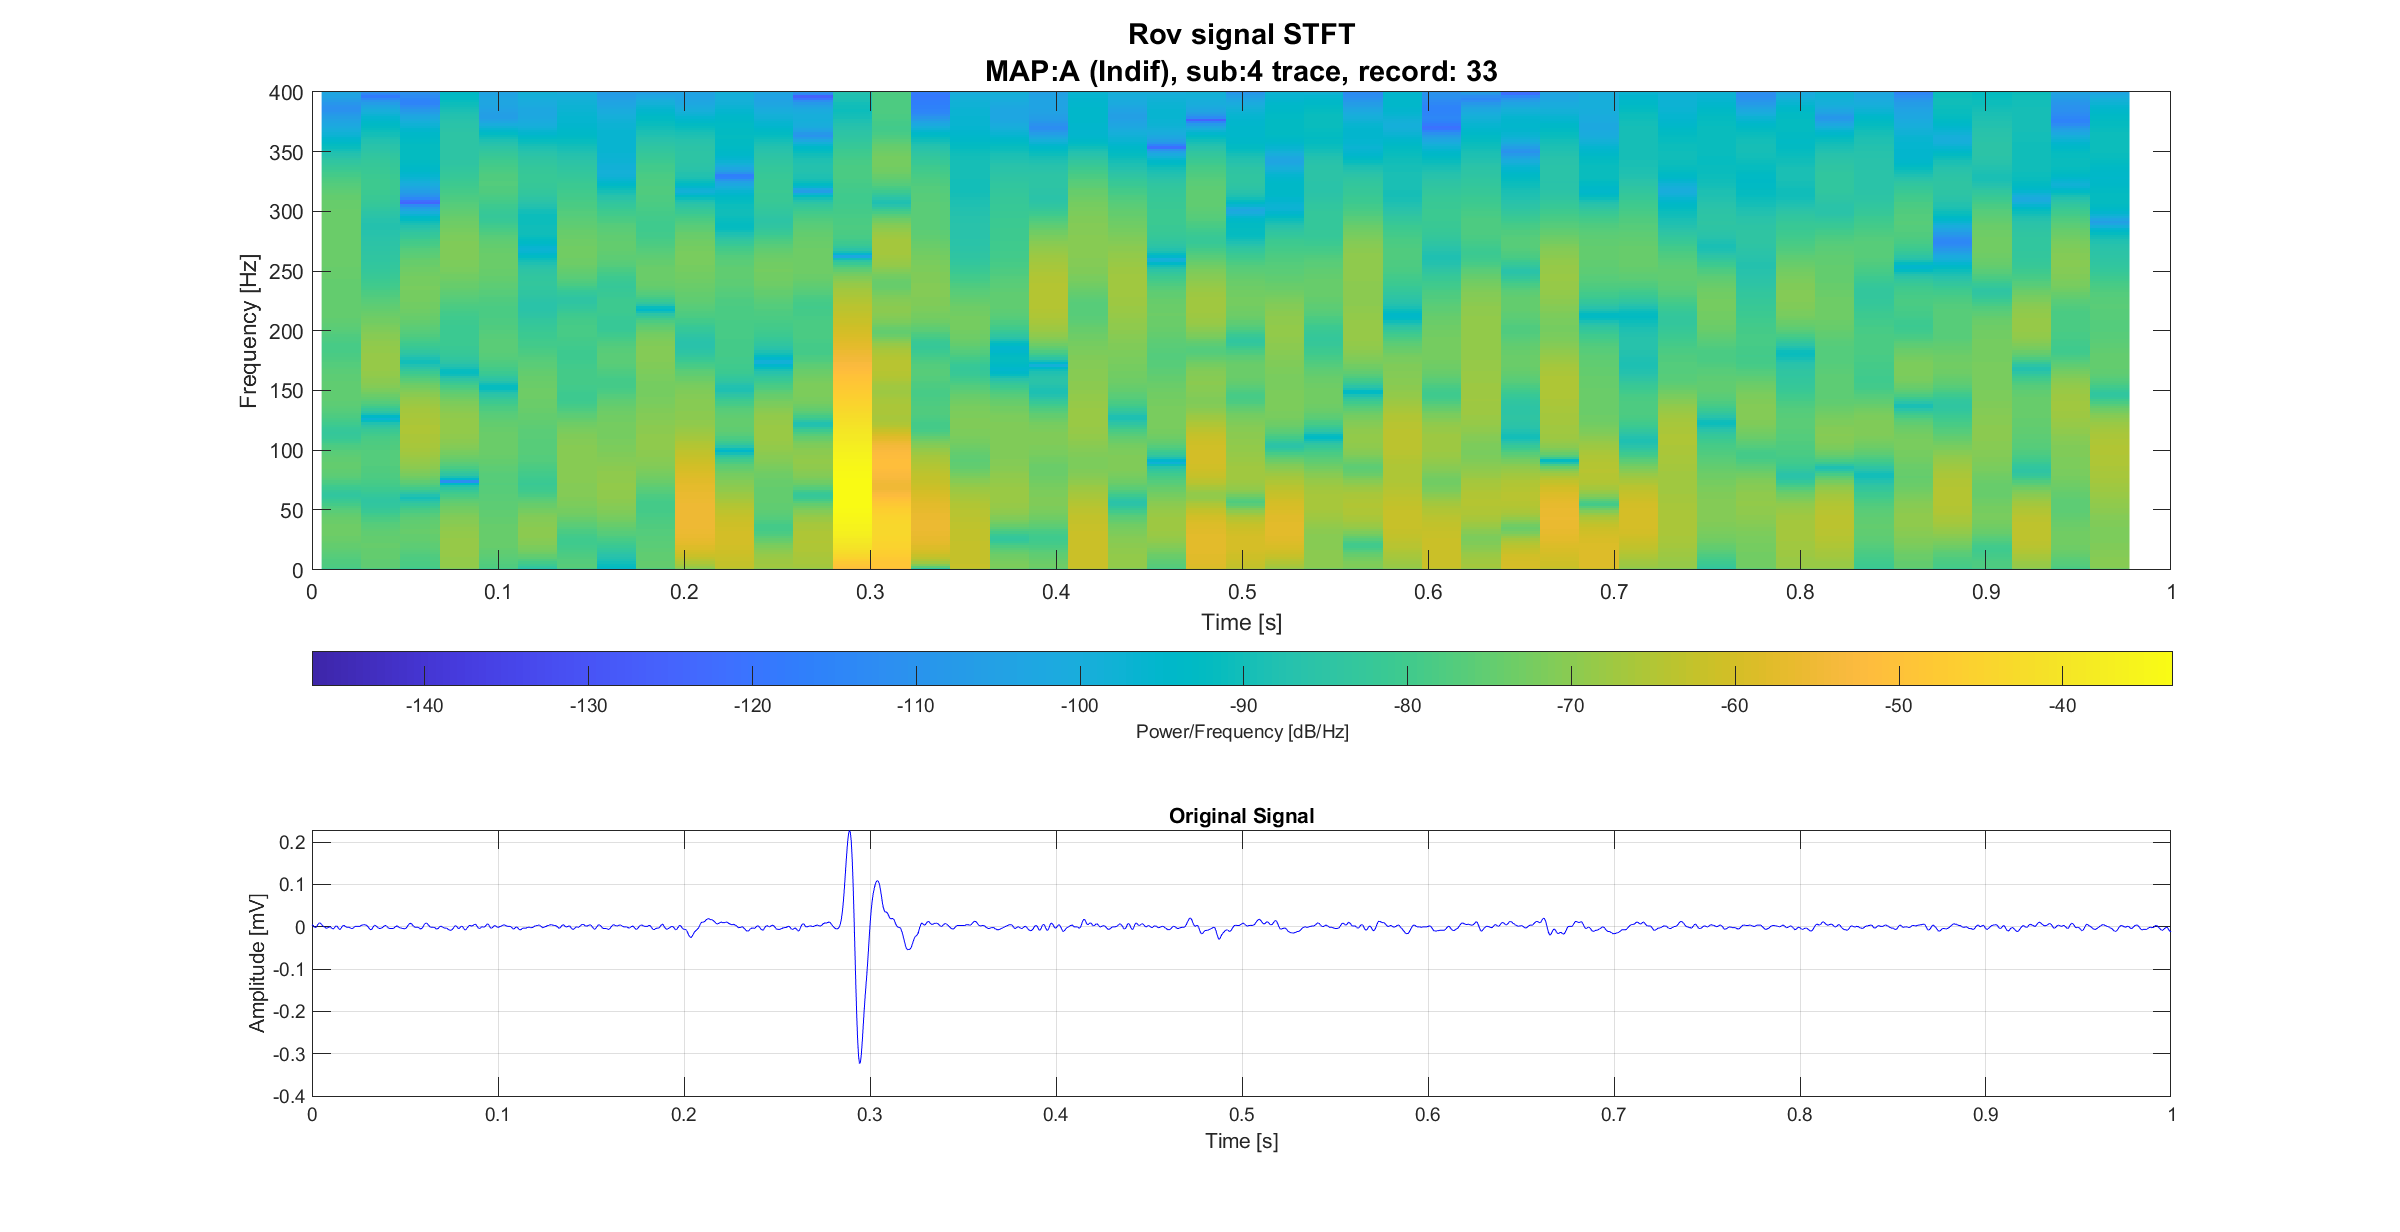 Rov signal STFT
MAP:A (Indif), sub:4 trace, record: 33
400
350
300
250
200
150
100
50
0
Frequency [Hz]
0 0.1 0.2 0.3 0.4 0.5 0.6 0.7 0.8 0.9 1
Time [s]
-140 -130 -120 -110 -100 -90 -80 -70 -60 -50 -40
Power/Frequency [dB/Hz]
Original Signal
0.2
0.1
0
-0.1
-0.2
-0.3
-0.4
Amplitude [mV]
0 0.1 0.2 0.3 0.4 0.5 0.6 0.7 0.8 0.9 1
Time [s]